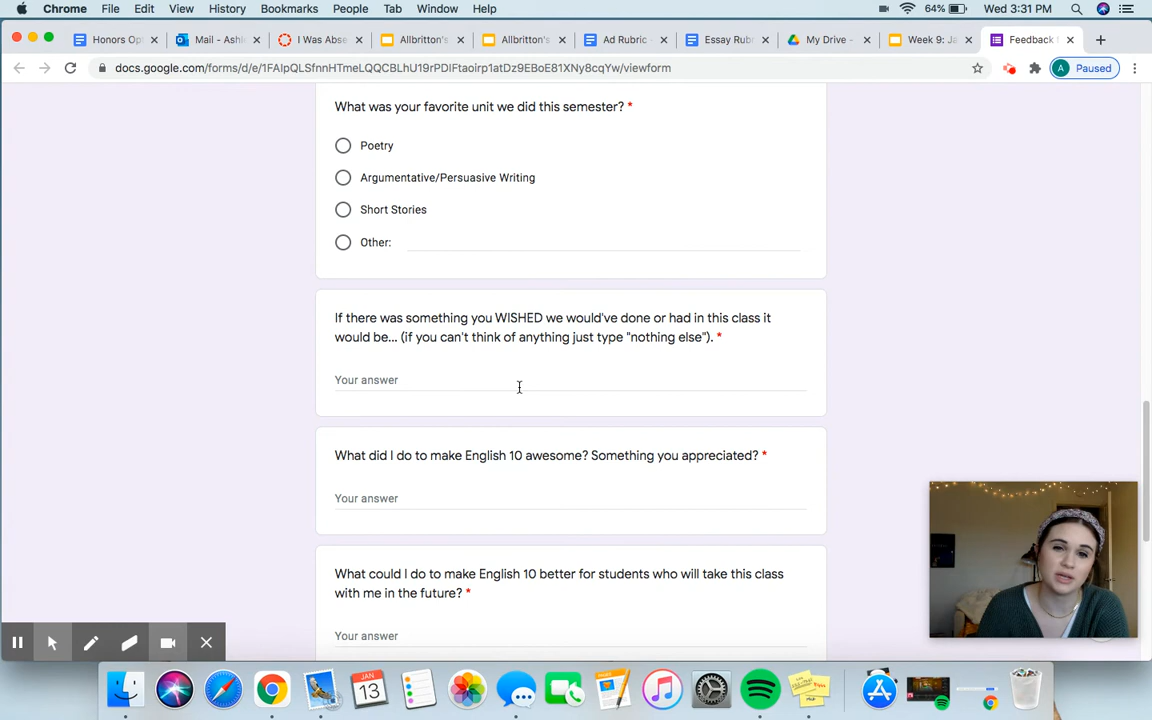 Chrome File Edit View History Bookmarks People Tab Window Help 64% Wed 3:31 PM
Honors Op Mail - Ashl I Was Abse Allbritton's Allbritton's Ad Rubric - Essay Rub My Drive - Week 9: Ja Feedback
docs.google.com/forms/d/e/1FAIpQLSfnnHTmeLQQCBLhU19rPDIFtaoirp1atDz9EBoE81XNy8cqYw/viewform A Paused
What was your favorite unit we did this semester? *
Poetry
Argumentative/Persuasive Writing
Short Stories
Other:
If there was something you WISHED we would've done or had in this class it
would be... (if you can't think of anything just type "nothing else"). *
Your answer
What did I do to make English 10 awesome? Something you appreciated? *
Your answer
What could I do to make English 10 better for students who will take this class
with me in the future? *
Your answer
JAN
13